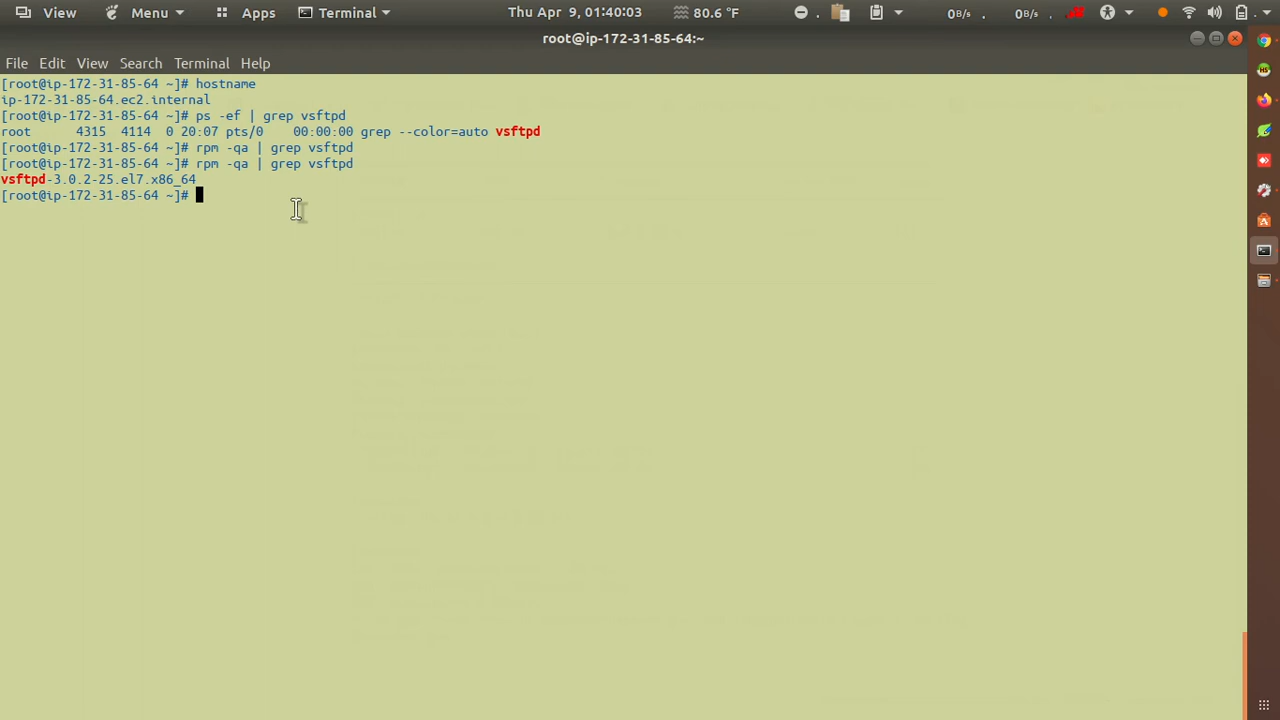 View Menu Apps Terminal Thu Apr 9, 01:40:03 80.6 °F 0B/s 0B/s
root@ip-172-31-85-64:~
File Edit View Search Terminal Help
[root@ip-172-31-85-64 ~]# hostname
ip-172-31-85-64.ec2.internal
[root@ip-172-31-85-64 ~]# ps -ef | grep vsftpd
root 4315 4114 0 20:07 pts/0 00:00:00 grep --color=auto vsftpd
[root@ip-172-31-85-64 ~]# rpm -qa | grep vsftpd
[root@ip-172-31-85-64 ~]# rpm -qa | grep vsftpd
vsftpd-3.0.2-25.el7.x86_64
[root@ip-172-31-85-64 ~]#